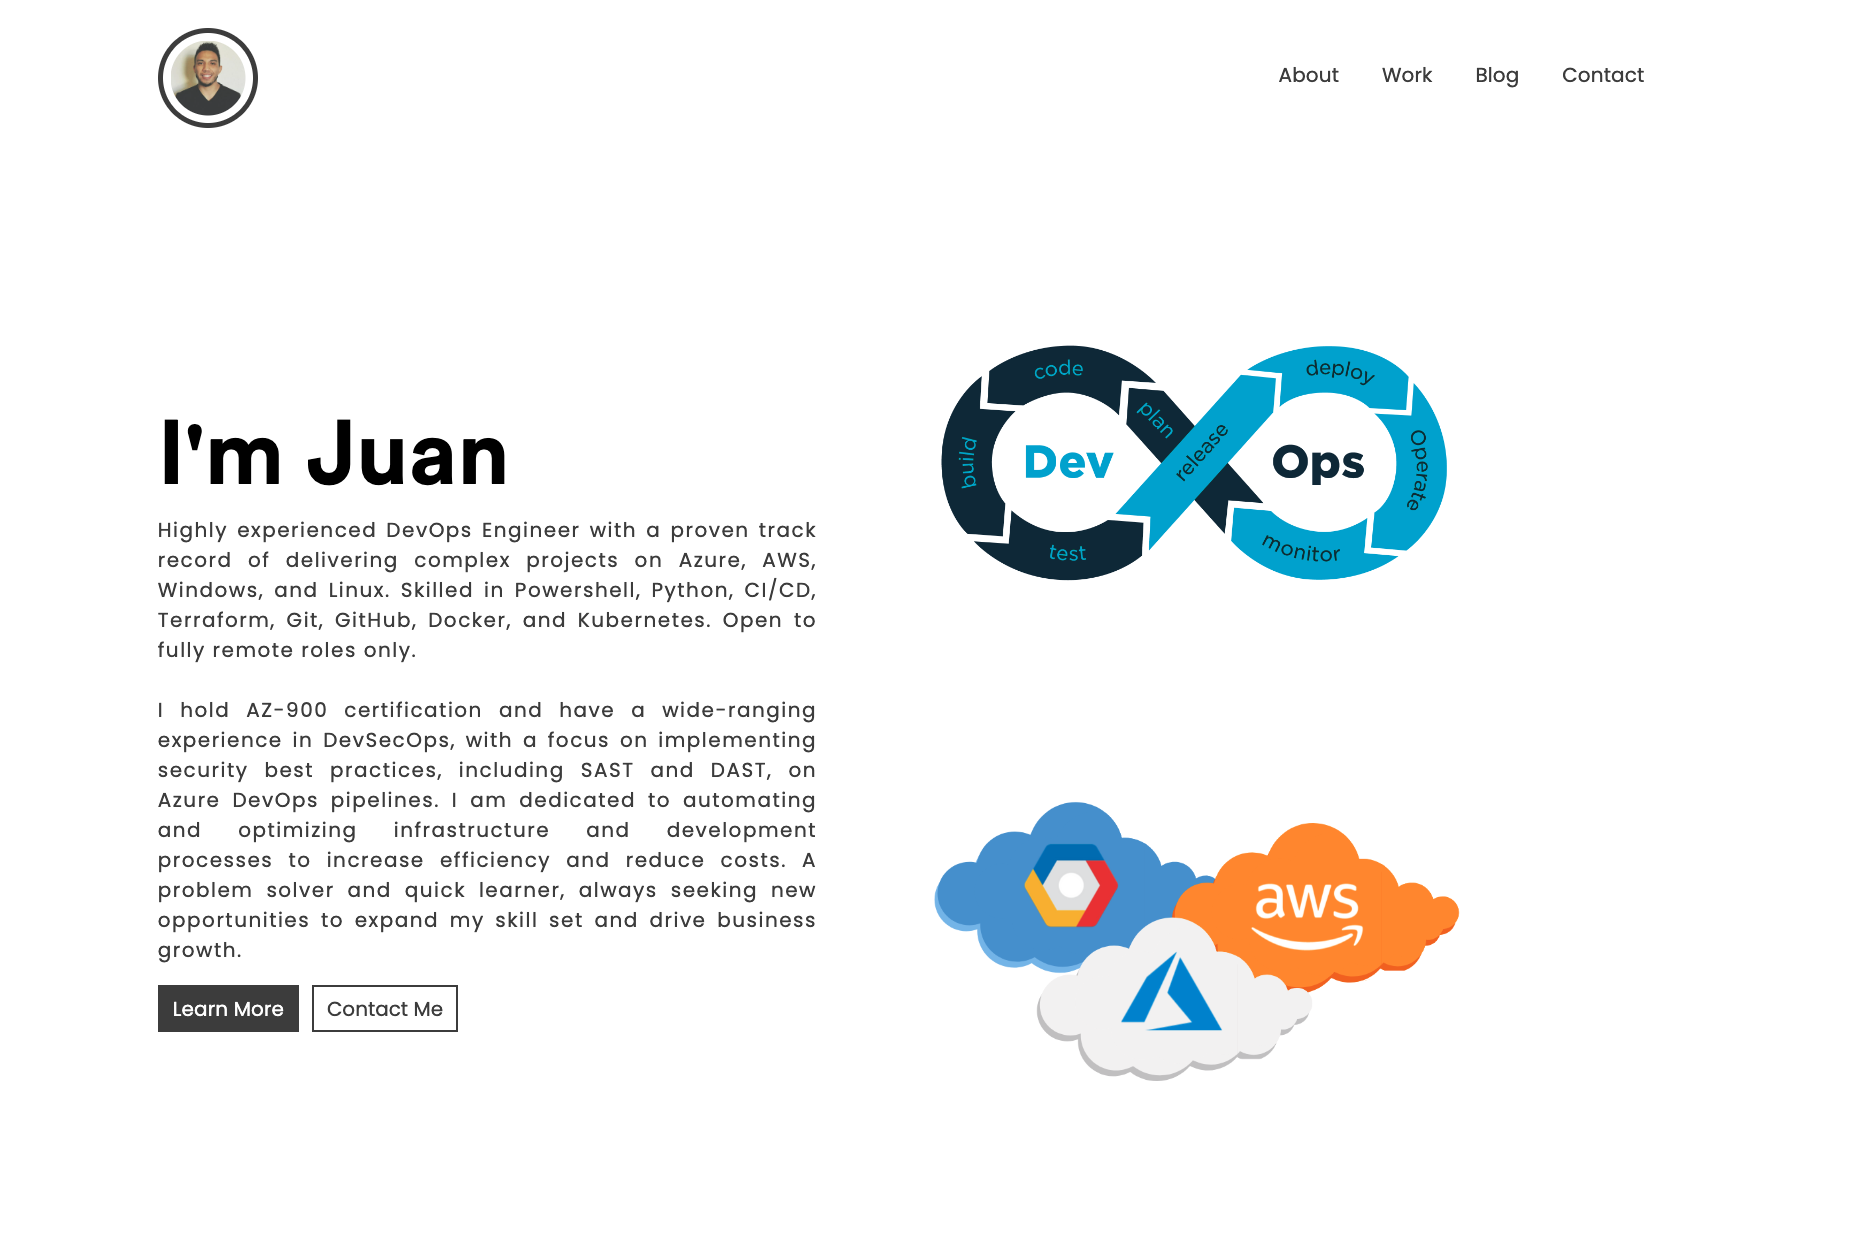 About Work Blog Contact
I'm Juan
Highly experienced DevOps Engineer with a proven track
record of delivering complex projects on Azure, AWS,
Windows, and Linux. Skilled in Powershell, Python, CI/CD,
Terraform, Git, GitHub, Docker, and Kubernetes. Open to
fully remote roles only.
I hold AZ-900 certification and have a wide-ranging
experience in DevSecOps, with a focus on implementing
security best practices, including SAST and DAST, on
Azure DevOps pipelines. I am dedicated to automating
and optimizing infrastructure and development
processes to increase efficiency and reduce costs. A
problem solver and quick learner, always seeking new
opportunities to expand my skill set and drive business
growth.
Learn More
Contact Me
code
plan
build
Dev
test
release
deploy
Ops
Operate
monitor
aws